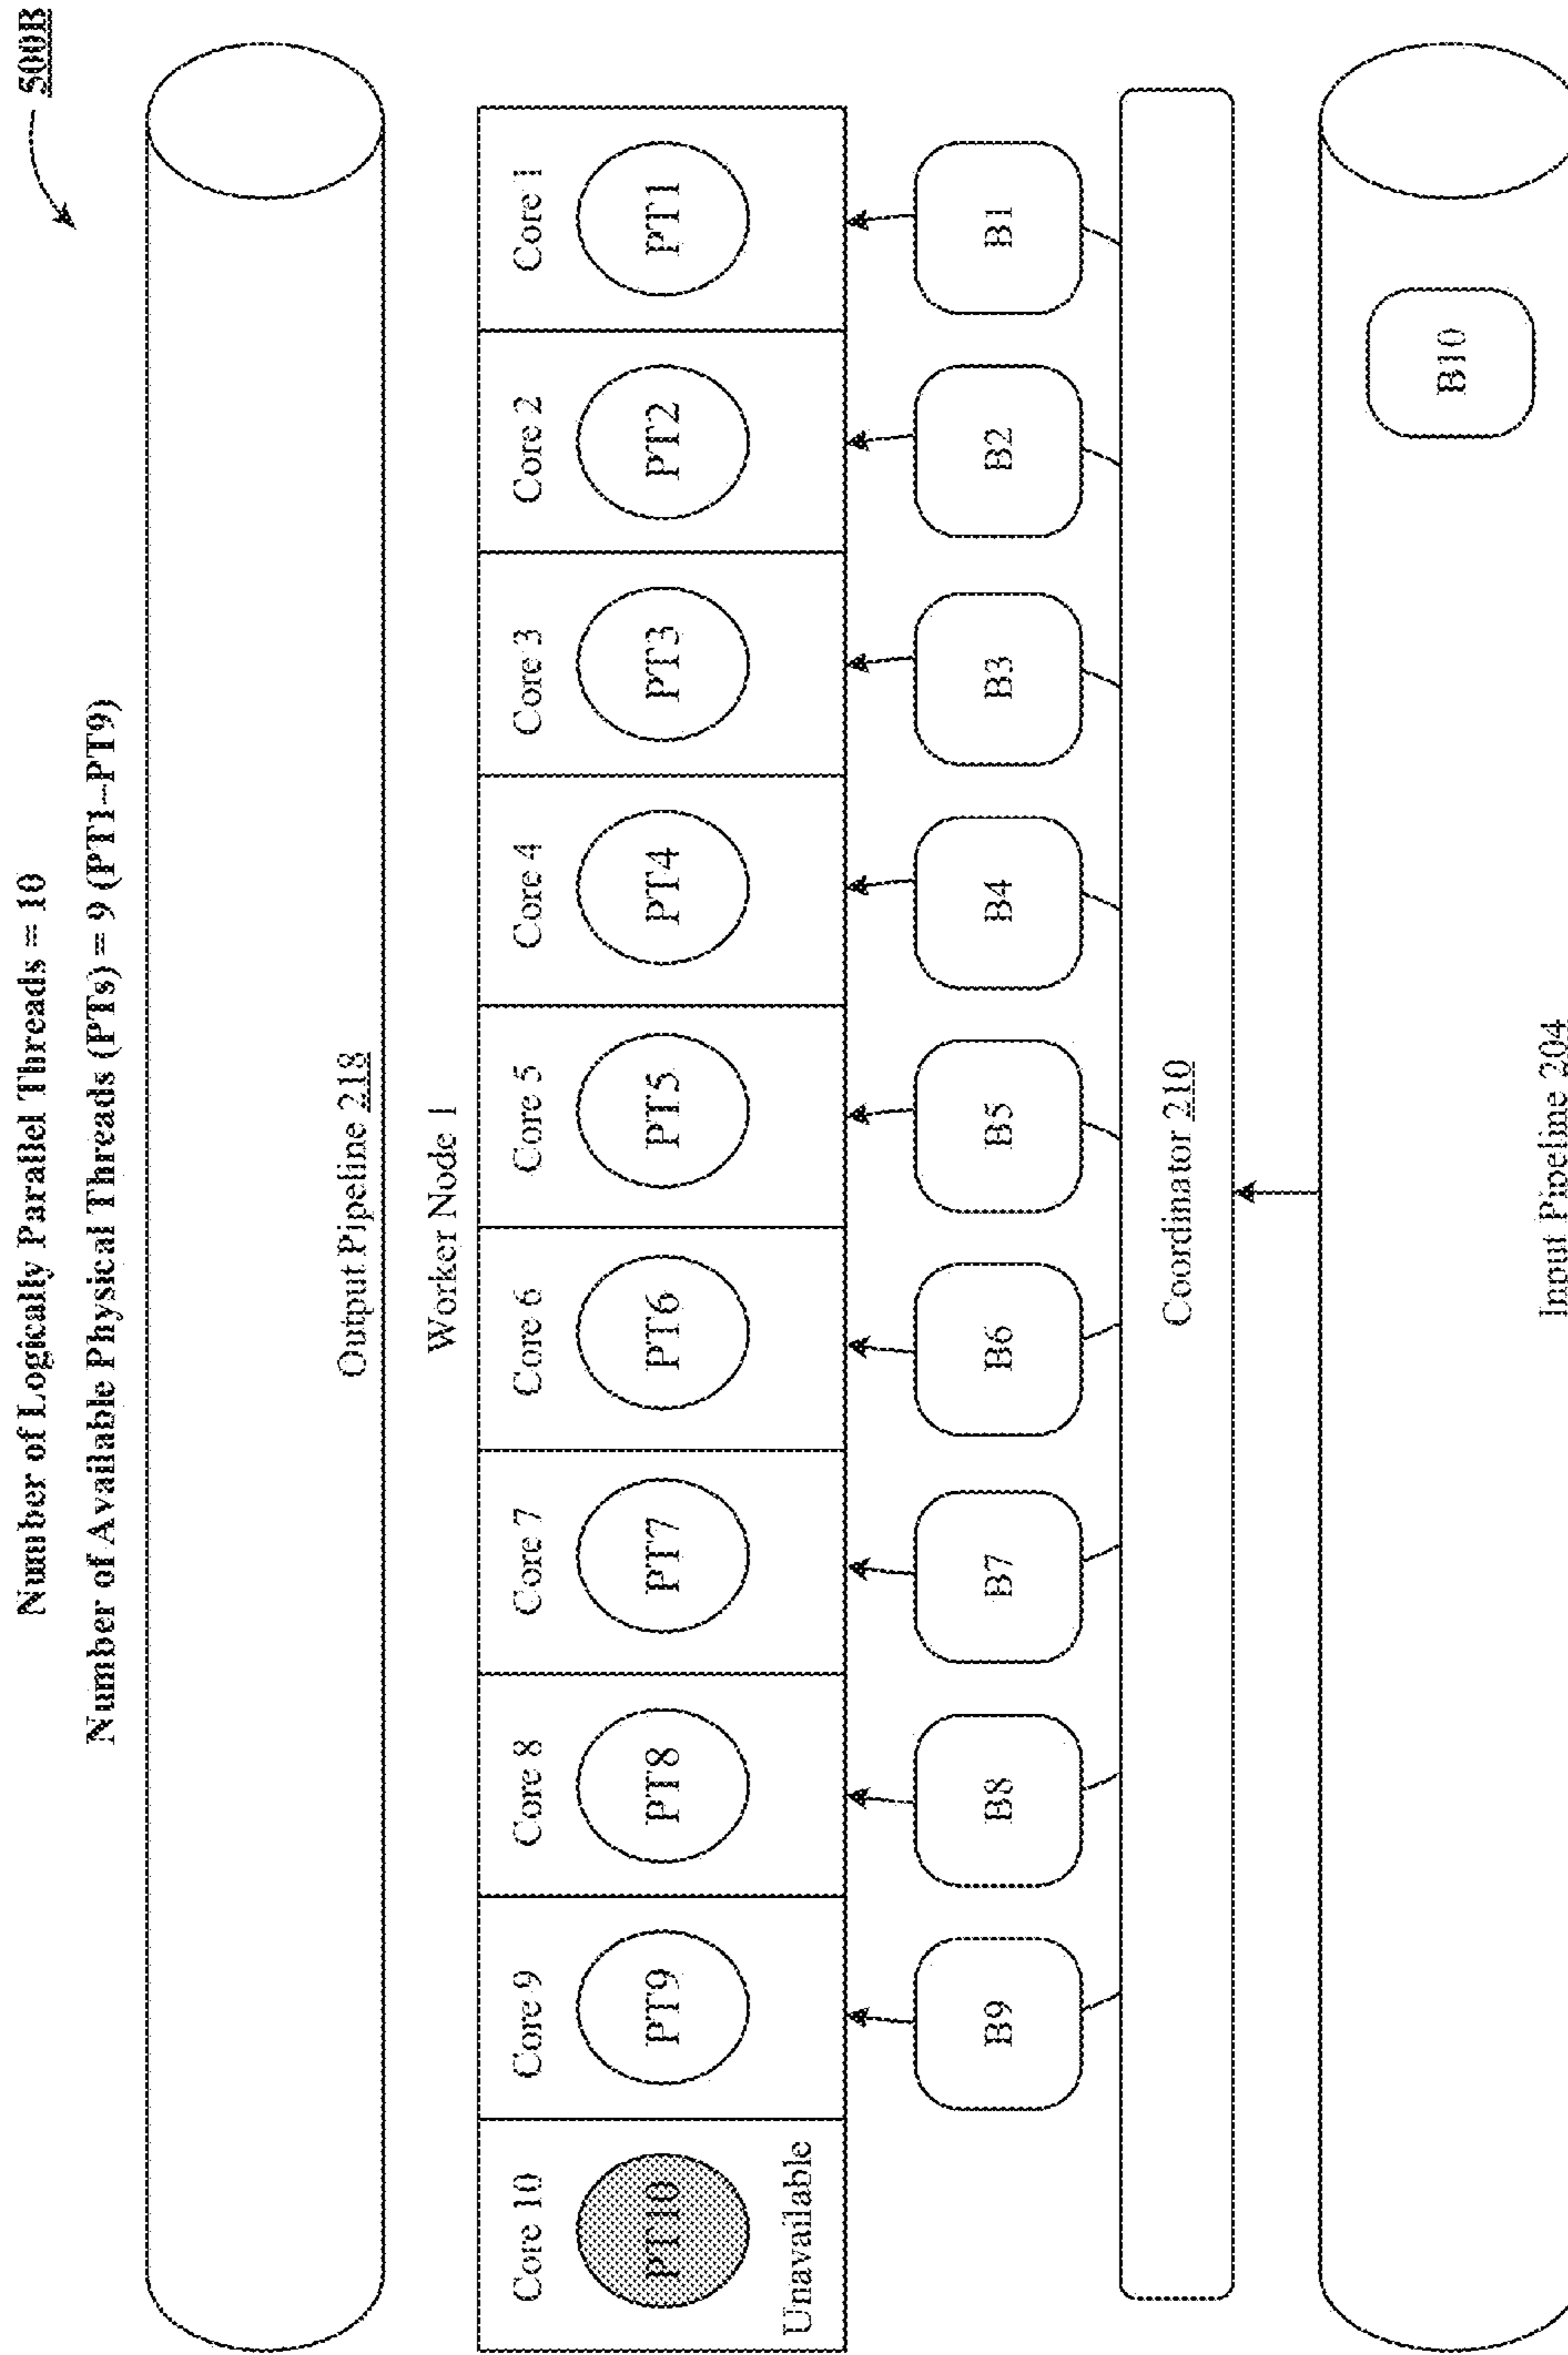 500B
Number of Logically Parallel Threads = 10
Number of Available Physical Threads (PTs) = 9 (PT1–PT9)
Output Pipeline 218
Worker Node 1
Core 10
Core 9
Core 8
Core 7
Core 6
Core 5
Core 4
Core 3
Core 2
Core 1
PT10
PT9
PT8
PT7
PT6
PT5
PT4
PT3
PT2
PT1
Unavailable
B9
B8
B7
B6
B5
B4
B3
B2
B1
Coordinator 210
B10
Input Pipeline 204